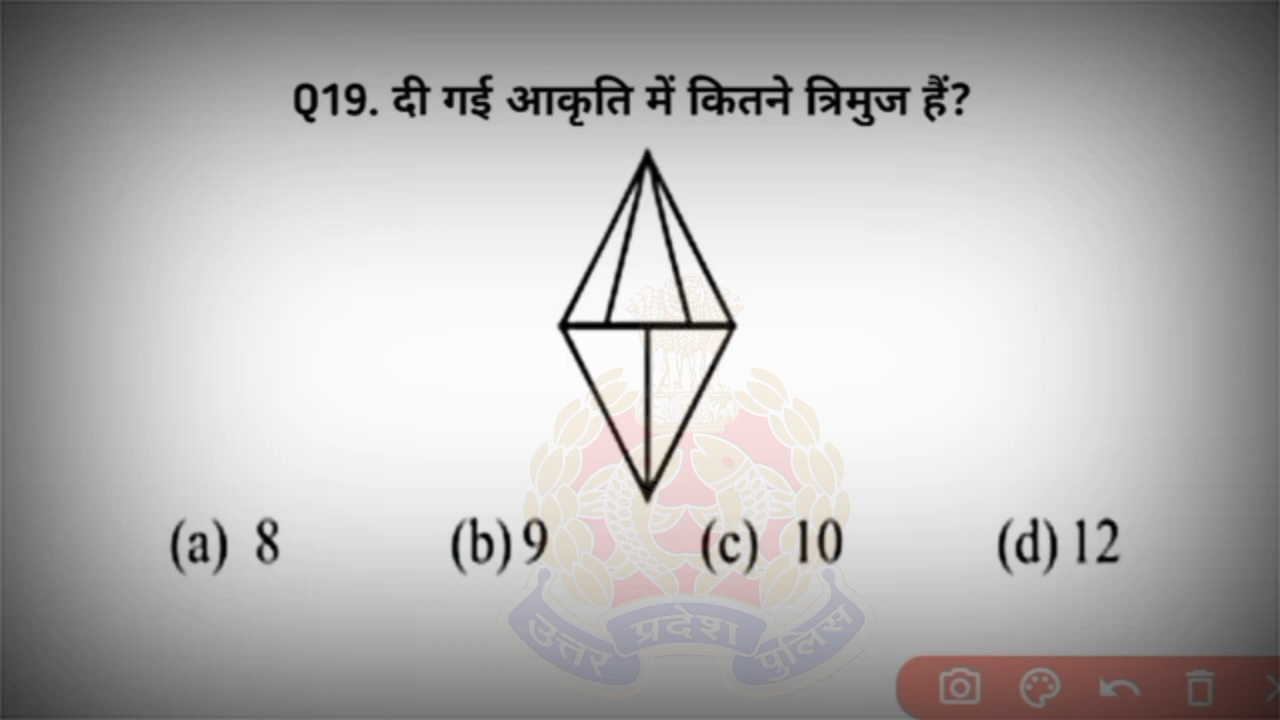 Q19. दी गई आकृति में कितने त्रिमुज हैं?
(a) 8 (b) 9 (c) 10 (d) 12
उत्तर प्रदेश पुलिस